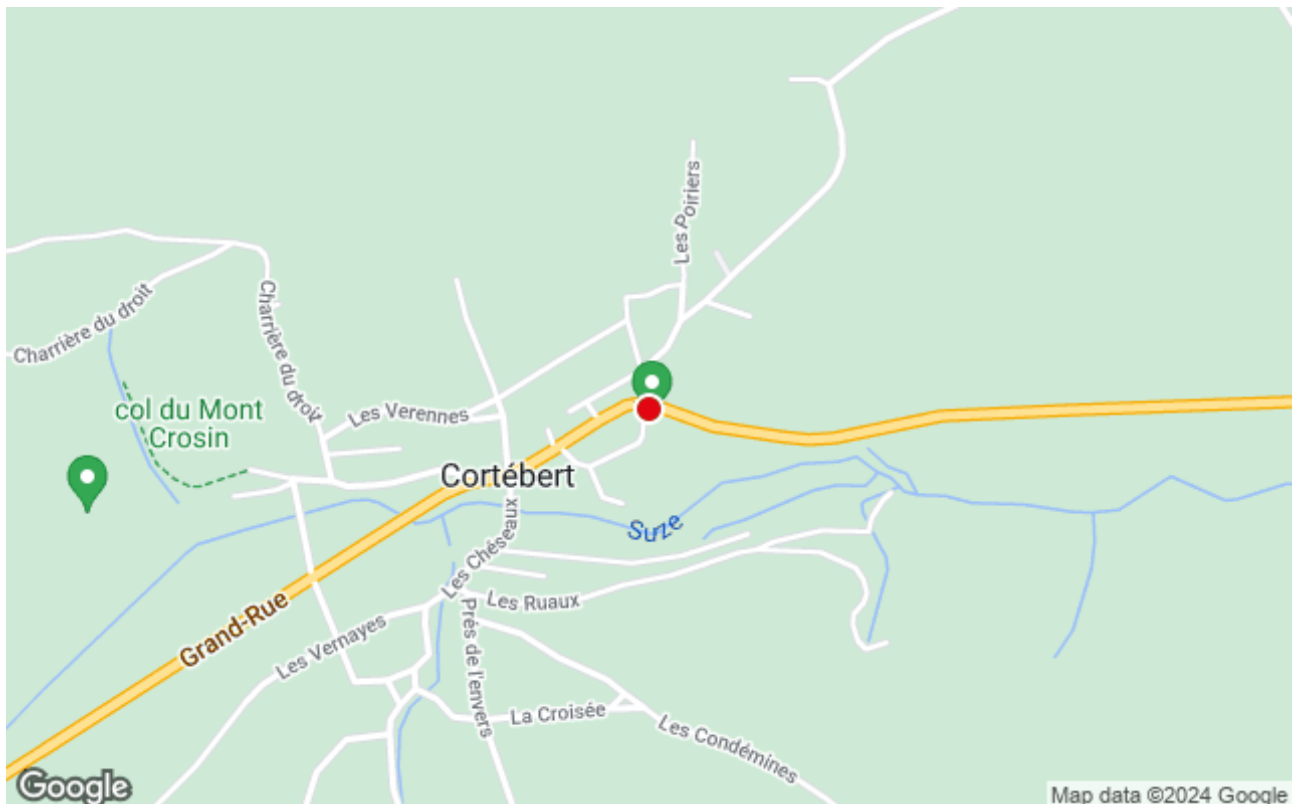 Les Poiriers
Charrière du droit
Charrière du droit
col du Mont
Crosin
Les Verennes
Cortébert
Suze
Les Chéseaux
Les Ruaux
Grand-Rue
Les Vernayes
Prés de l'envers
La Croisée
Les Condémines
Google
Map data ©2024 Google